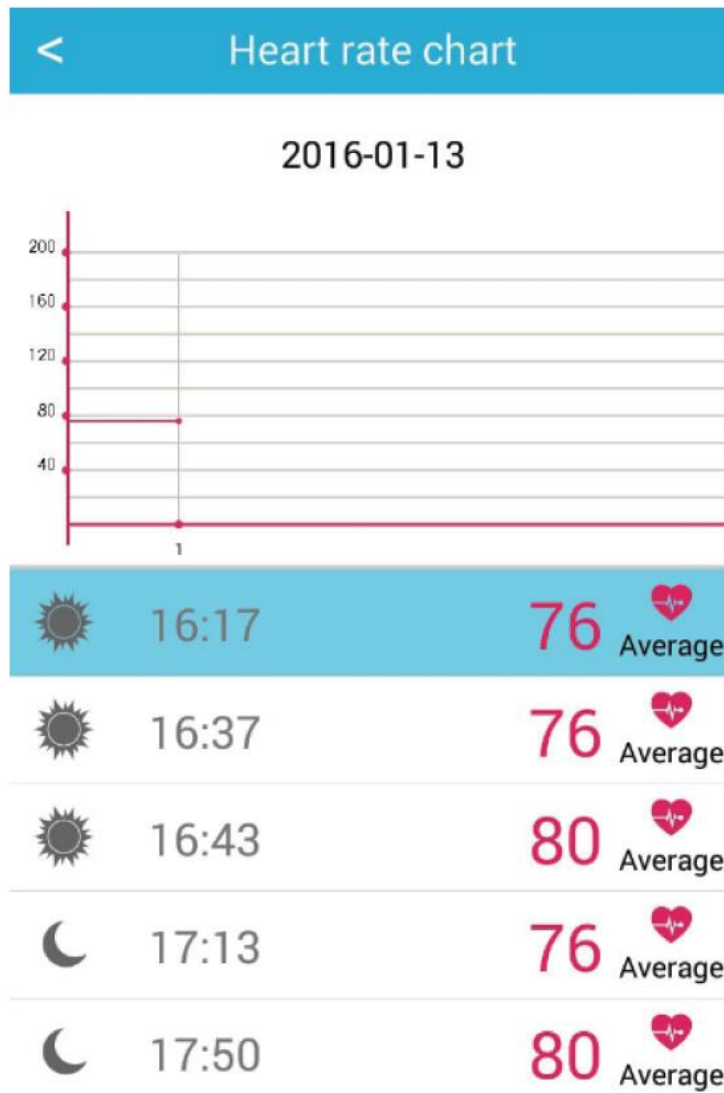 < Heart rate chart
2016-01-13
200
160
120
80
40
1
16:17 76 Average
16:37 76 Average
16:43 80 Average
17:13 76 Average
17:50 80 Average